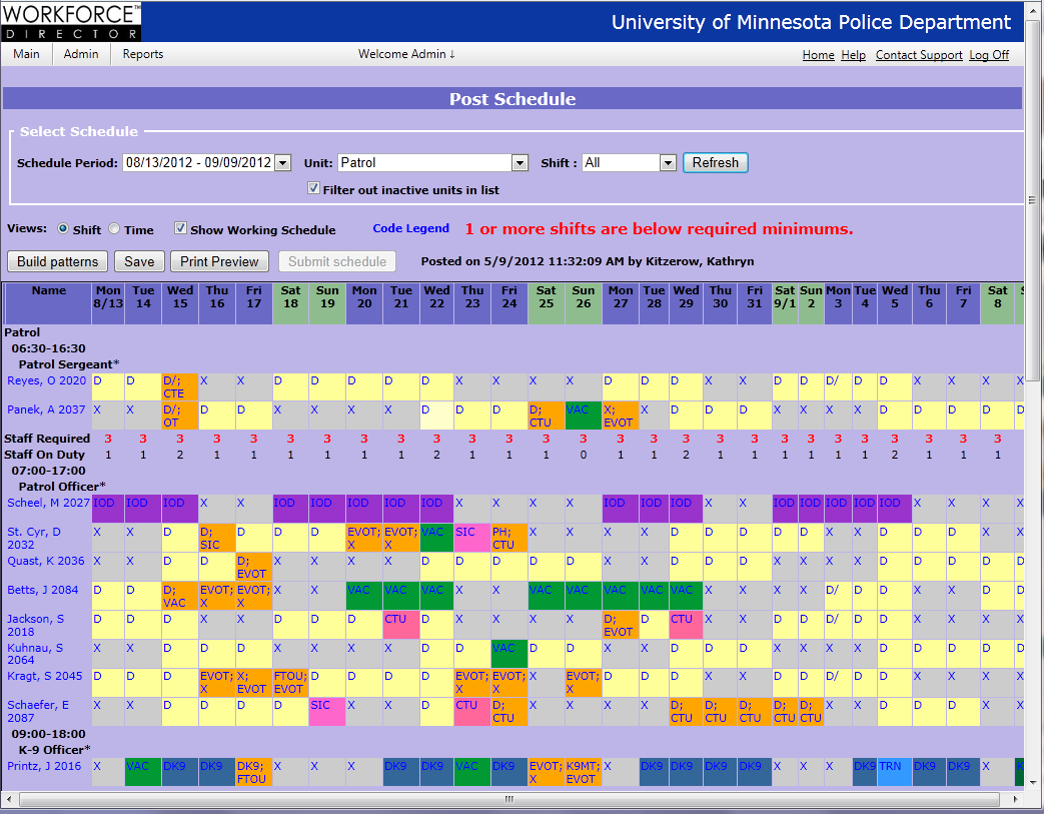 WORKFORCE™
DIRECTOR
University of Minnesota Police Department
Main Admin Reports Welcome Admin ↓ Home Help Contact Support Log Off
Post Schedule
Select Schedule
Schedule Period: 08/13/2012 - 09/09/2012 Unit: Patrol Shift : All Refresh
Filter out inactive units in list
Views: Shift Time Show Working Schedule Code Legend 1 or more shifts are below required minimums.
Build patterns Save Print Preview Submit schedule Posted on 5/9/2012 11:32:09 AM by Kitzerow, Kathryn
Name Mon Tue Wed Thu Fri Sat Sun Mon Tue Wed Thu Fri Sat Sun Mon Tue Wed Thu Fri Sat Sun Mon Tue Wed Thu Fri Sat
8/13 14 15 16 17 18 19 20 21 22 23 24 25 26 27 28 29 30 31 9/1 2 3 4 5 6 7 8
Patrol
06:30-16:30
Patrol Sergeant*
Reyes, O 2020 D D D/; X X D D D D D X X X X D D D X X D D D/ D D X X X X
CTE
Panek, A 2037 X X D/; D D X X X X D D D D; VAC X; X D D D X X X X D D D D D
OT CTU EVOT
Staff Required 3 3 3 3 3 3 3 3 3 3 3 3 3 3 3 3 3 3 3 3 3 3 3 3 3 3 3
Staff On Duty 1 1 2 1 1 1 1 1 1 2 1 1 1 0 1 1 2 1 1 1 1 1 1 2 1 1 1
07:00-17:00
Patrol Officer*
Scheel, M 2027 IOD IOD IOD X X IOD IOD IOD IOD IOD X X X X IOD IOD IOD X X IOD IOD IOD IOD IOD X X X X
St. Cyr, D X X D D; D D D EVOT; EVOT; VAC SIC PH; X X X X D D D D D X X D D D X X
2032 SIC X X CTU
Quast, K 2036 X X D D D; X X X X D D D D D X X D D D X X X X D D D D D
EVOT
Betts, J 2084 D D D; EVOT; EVOT; X X VAC VAC VAC X X VAC VAC VAC VAC VAC X X X X D/ D D X X D D
VAC X X
Jackson, S D D D X X D D D CTU D X X X X D; D CTU X X D D D/ D D X X X X
2018 EVOT
Kuhnau, S X X D D D X X X X D D VAC D D X X D D D X X X X D D D D D
2064
Kragt, S 2045 D D D EVOT; X; FTOU; D D D D EVOT; EVOT; X EVOT; D D D X X D D D/ D D X X X X
X EVOT EVOT X X X
Schaefer, E X X D D D D SIC X X D CTU D; X X X X D; D; D; D; D; X X D D D X X
2087 CTU CTU CTU CTU CTU CTU
09:00-18:00
K-9 Officer*
Printz, J 2016 X VAC DK9 DK9 DK9; X X X DK9 DK9 VAC DK9 EVOT; K9MT; X DK9 DK9 DK9 DK9 X X X DK9 TRN DK9 DK9 X
FTOU X EVOT